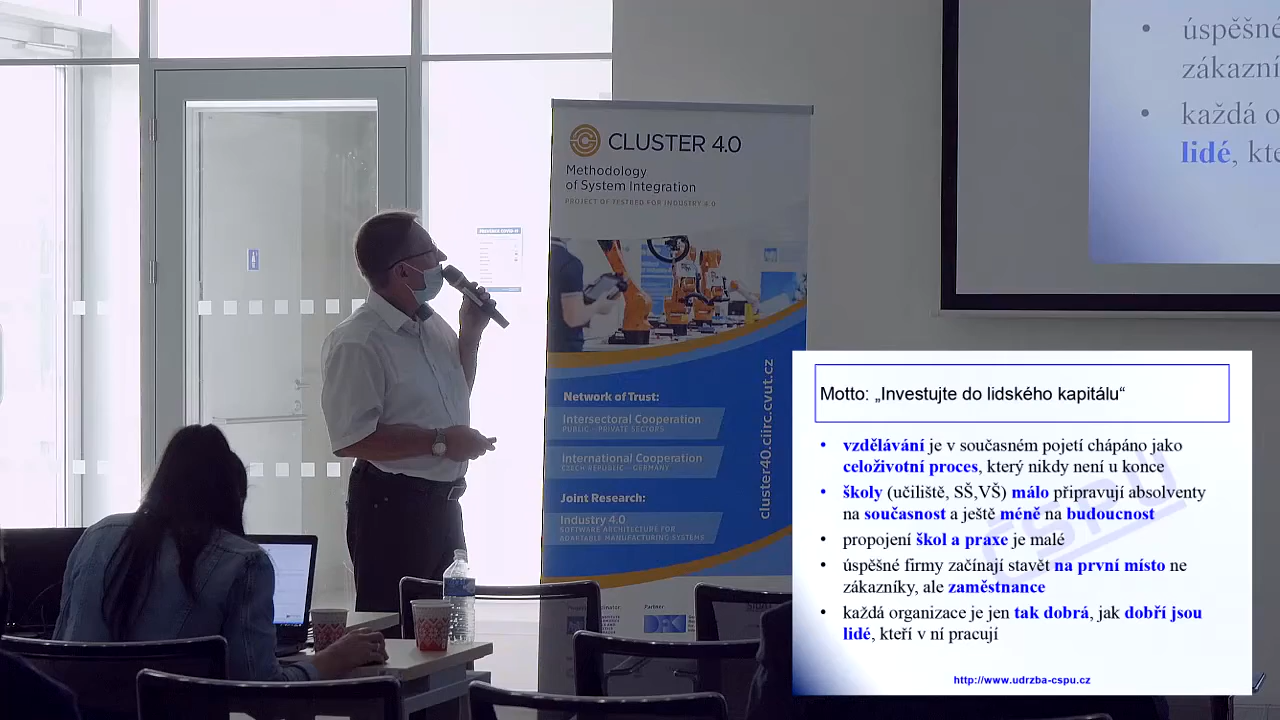 úspěšné
zákazní
každá o
lidé, kte
CLUSTER 4.0
Methodology
of System Integration
PROJECT OF TESTBED FOR INDUSTRY 4.0
Network of Trust:
Intersectoral Cooperation
PUBLIC - PRIVATE SECTORS
International Cooperation
CZECH REPUBLIC - GERMANY
Joint Research:
Industry 4.0
SOFTWARE ARCHITECTURE FOR
ADAPTABLE MANUFACTURING SYSTEMS
cluster40.ciirc.cvut.cz
Partner:
Motto: „Investujte do lidského kapitálu“
• vzdělávání je v současném pojetí chápáno jako
celoživotní proces, který nikdy není u konce
• školy (učiliště, SŠ,VŠ) málo připravují absolventy
na současnost a ještě méně na budoucnost
• propojení škol a praxe je malé
• úspěšné firmy začínají stavět na první místo ne
zákazníky, ale zaměstnance
• každá organizace je jen tak dobrá, jak dobří jsou
lidé, kteří v ní pracují
ČSPÚ
http://www.udrzba-cspu.cz